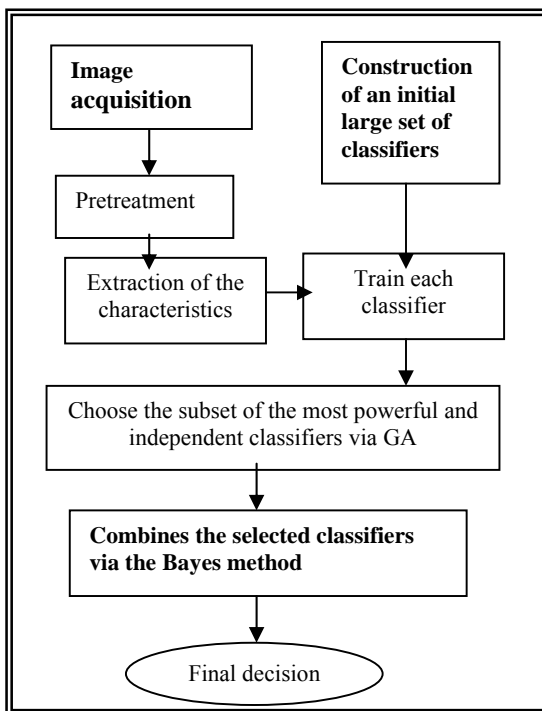 Image
acquisition
Construction
of an initial
large set of
classifiers
Pretreatment
Extraction of the
characteristics
Train each
classifier
Choose the subset of the most powerful and
independent classifiers via GA
Combines the selected classifiers
via the Bayes method
Final decision